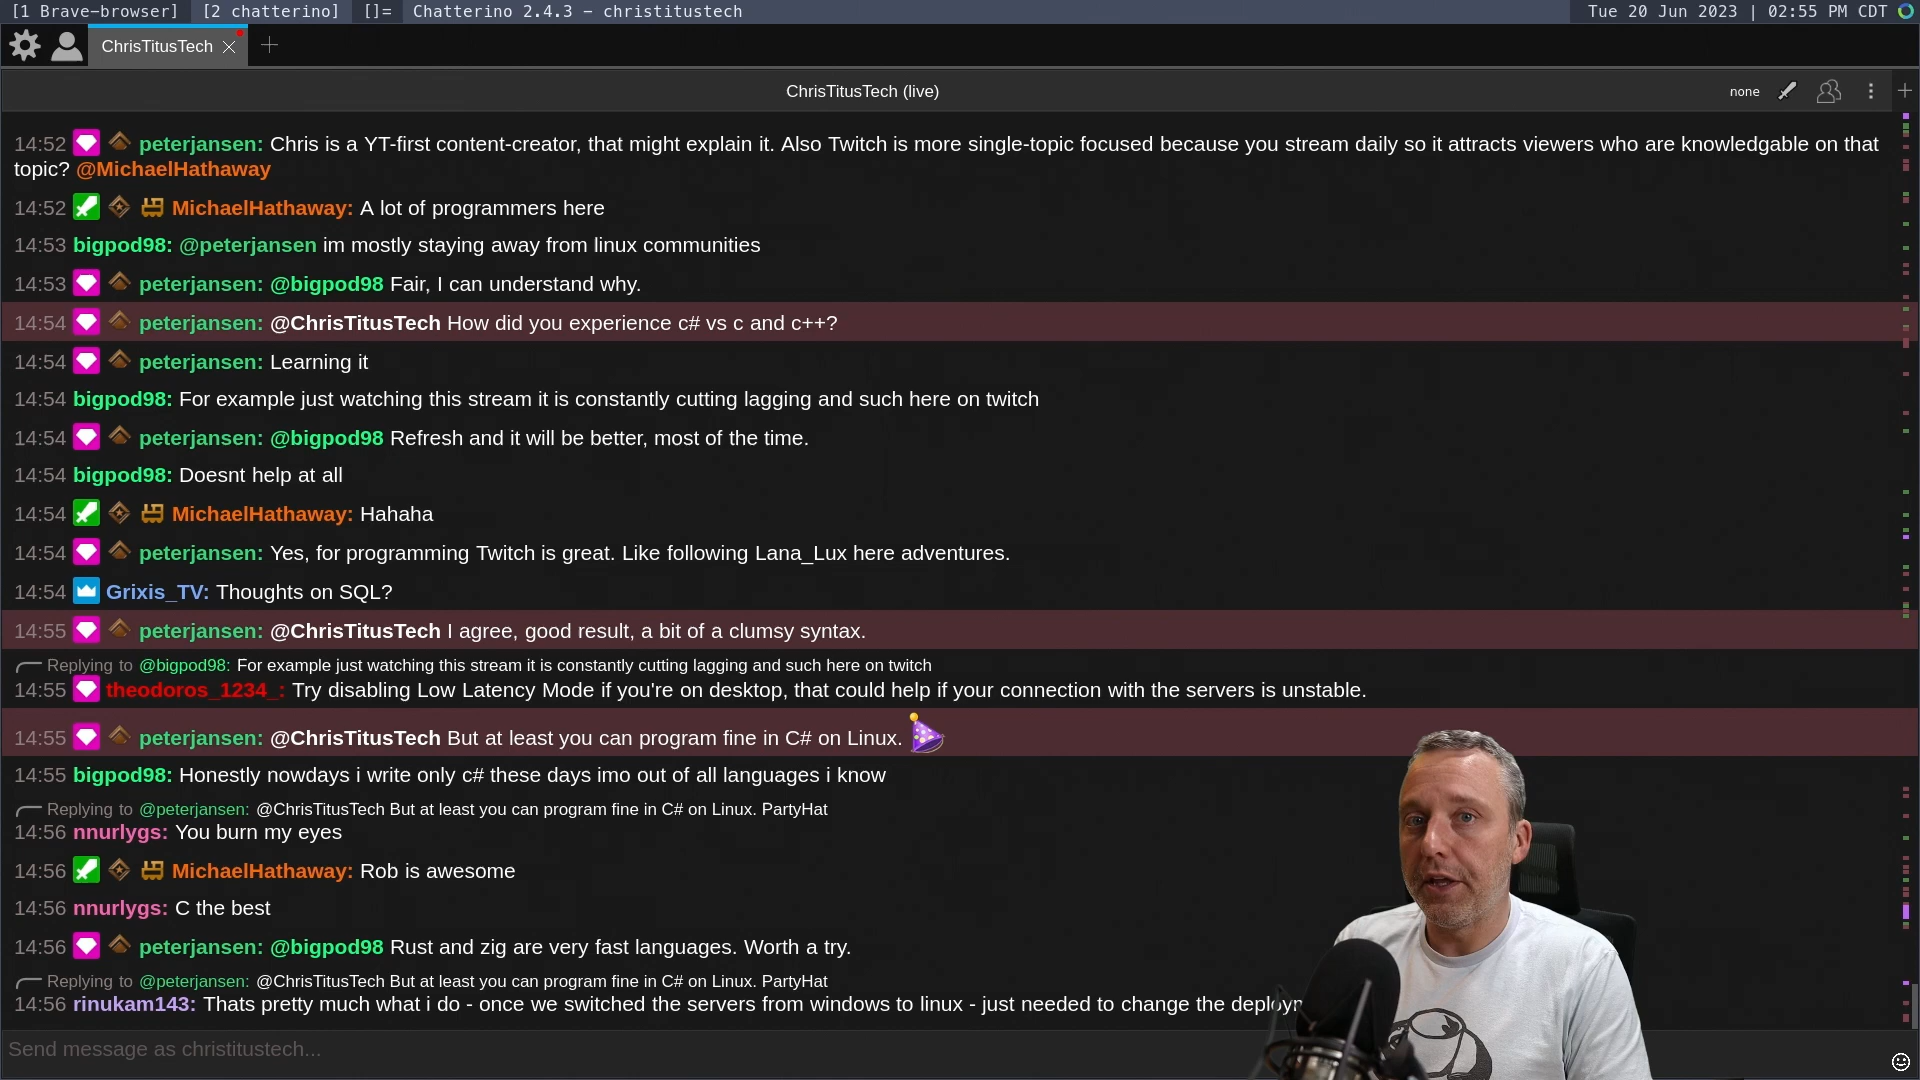 [1 Brave-browser] [2 chatterino] []= Chatterino 2.4.3 - christitustech Tue 20 Jun 2023 | 02:55 PM CDT
ChrisTitusTech
ChrisTitusTech (live) none
14:52 peterjansen: Chris is a YT-first content-creator, that might explain it. Also Twitch is more single-topic focused because you stream daily so it attracts viewers who are knowledgable on that
topic? @MichaelHathaway
14:52 MichaelHathaway: A lot of programmers here
14:53 bigpod98: @peterjansen im mostly staying away from linux communities
14:53 peterjansen: @bigpod98 Fair, I can understand why.
14:54 peterjansen: @ChrisTitusTech How did you experience c# vs c and c++?
14:54 peterjansen: Learning it
14:54 bigpod98: For example just watching this stream it is constantly cutting lagging and such here on twitch
14:54 peterjansen: @bigpod98 Refresh and it will be better, most of the time.
14:54 bigpod98: Doesnt help at all
14:54 MichaelHathaway: Hahaha
14:54 peterjansen: Yes, for programming Twitch is great. Like following Lana_Lux here adventures.
14:54 Grixis_TV: Thoughts on SQL?
14:55 peterjansen: @ChrisTitusTech I agree, good result, a bit of a clumsy syntax.
Replying to @bigpod98: For example just watching this stream it is constantly cutting lagging and such here on twitch
14:55 theodoros_1234_: Try disabling Low Latency Mode if you're on desktop, that could help if your connection with the servers is unstable.
14:55 peterjansen: @ChrisTitusTech But at least you can program fine in C# on Linux.
14:55 bigpod98: Honestly nowdays i write only c# these days imo out of all languages i know
Replying to @peterjansen: @ChrisTitusTech But at least you can program fine in C# on Linux. PartyHat
14:56 nnurlygs: You burn my eyes
14:56 MichaelHathaway: Rob is awesome
14:56 nnurlygs: C the best
14:56 peterjansen: @bigpod98 Rust and zig are very fast languages. Worth a try.
Replying to @peterjansen: @ChrisTitusTech But at least you can program fine in C# on Linux. PartyHat
14:56 rinukam143: Thats pretty much what i do - once we switched the servers from windows to linux - just needed to change the
Send message as christitustech...